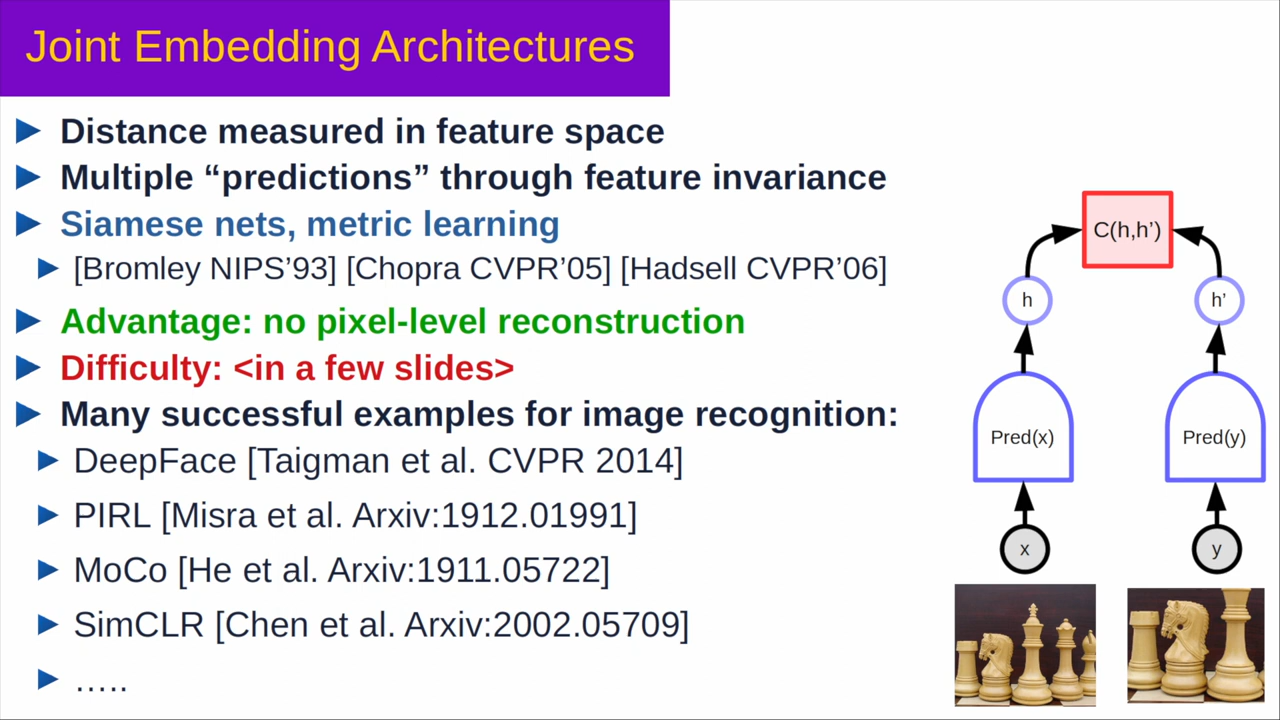 Joint Embedding Architectures
Distance measured in feature space
Multiple “predictions” through feature invariance
Siamese nets, metric learning
[Bromley NIPS’93] [Chopra CVPR’05] [Hadsell CVPR’06]
Advantage: no pixel-level reconstruction
Difficulty: <in a few slides>
Many successful examples for image recognition:
DeepFace [Taigman et al. CVPR 2014]
PIRL [Misra et al. Arxiv:1912.01991]
MoCo [He et al. Arxiv:1911.05722]
SimCLR [Chen et al. Arxiv:2002.05709]
…..
C(h,h’)
h h’
Pred(x) Pred(y)
x y